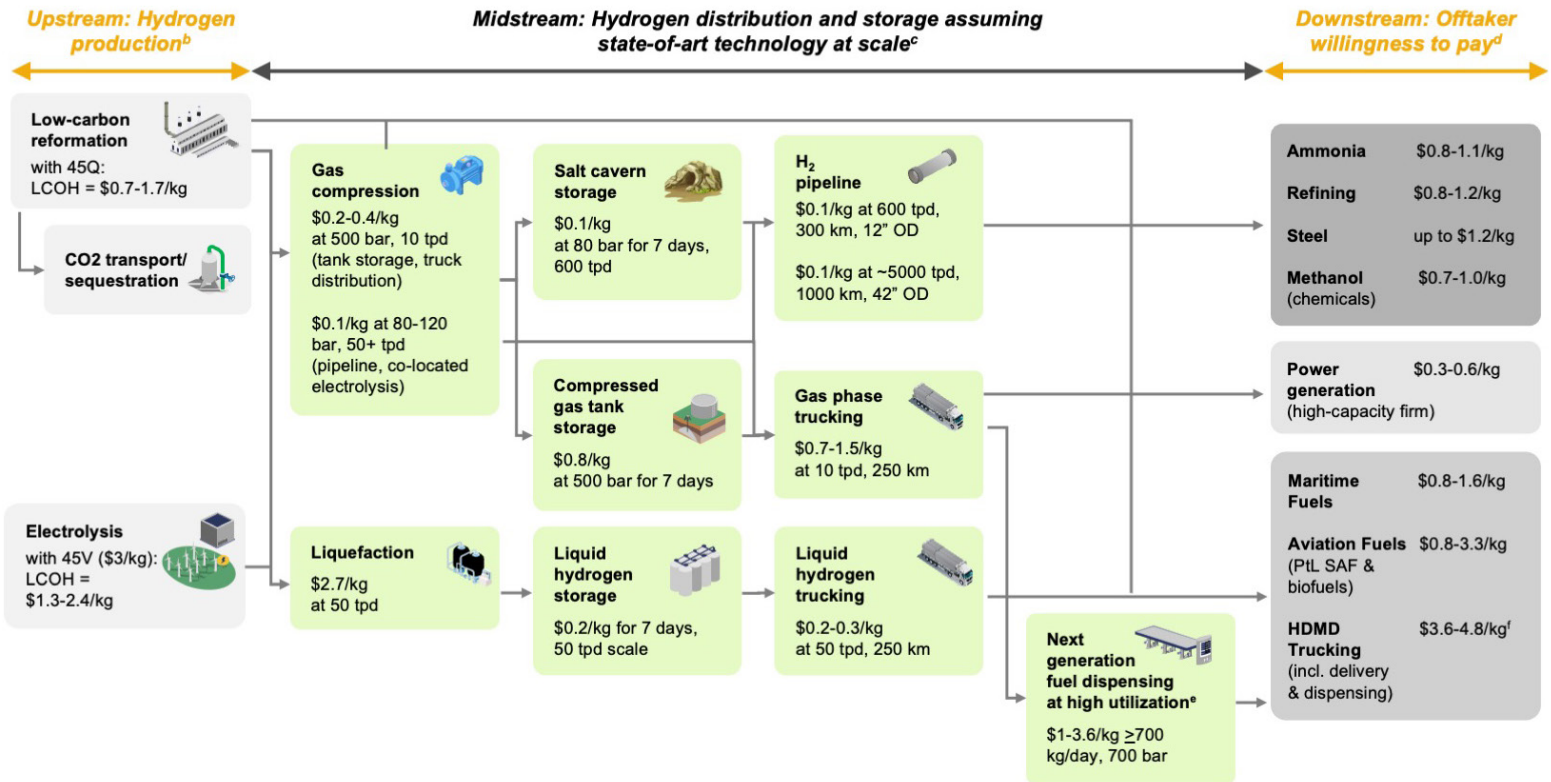 Upstream: Hydrogen
productionᵇ
Midstream: Hydrogen distribution and storage assuming
state-of-art technology at scaleᶜ
Downstream: Offtaker
willingness to payᵈ
Low-carbon
reformation
with 45Q:
LCOH = $0.7-1.7/kg
CO2 transport/
sequestration
Electrolysis
with 45V ($3/kg):
LCOH =
$1.3-2.4/kg
Gas
compression
$0.2-0.4/kg
at 500 bar, 10 tpd
(tank storage, truck
distribution)
$0.1/kg at 80-120
bar, 50+ tpd
(pipeline, co-located
electrolysis)
Liquefaction
$2.7/kg
at 50 tpd
Salt cavern
storage
$0.1/kg
at 80 bar for 7 days,
600 tpd
Compressed
gas tank
storage
$0.8/kg
at 500 bar for 7 days
Liquid
hydrogen
storage
$0.2/kg for 7 days,
50 tpd scale
H₂
pipeline
$0.1/kg at 600 tpd,
300 km, 12” OD
$0.1/kg at ~5000 tpd,
1000 km, 42” OD
Gas phase
trucking
$0.7-1.5/kg
at 10 tpd, 250 km
Liquid
hydrogen
trucking
$0.2-0.3/kg
at 50 tpd, 250 km
Next
generation
fuel dispensing
at high utilizationᵉ
$1-3.6/kg ≥700
kg/day, 700 bar
Ammonia $0.8-1.1/kg
Refining $0.8-1.2/kg
Steel up to $1.2/kg
Methanol $0.7-1.0/kg
(chemicals)
Power $0.3-0.6/kg
generation
(high-capacity firm)
Maritime $0.8-1.6/kg
Fuels
Aviation Fuels $0.8-3.3/kg
(PtL SAF &
biofuels)
HDMD $3.6-4.8/kgᶠ
Trucking
(incl. delivery
& dispensing)